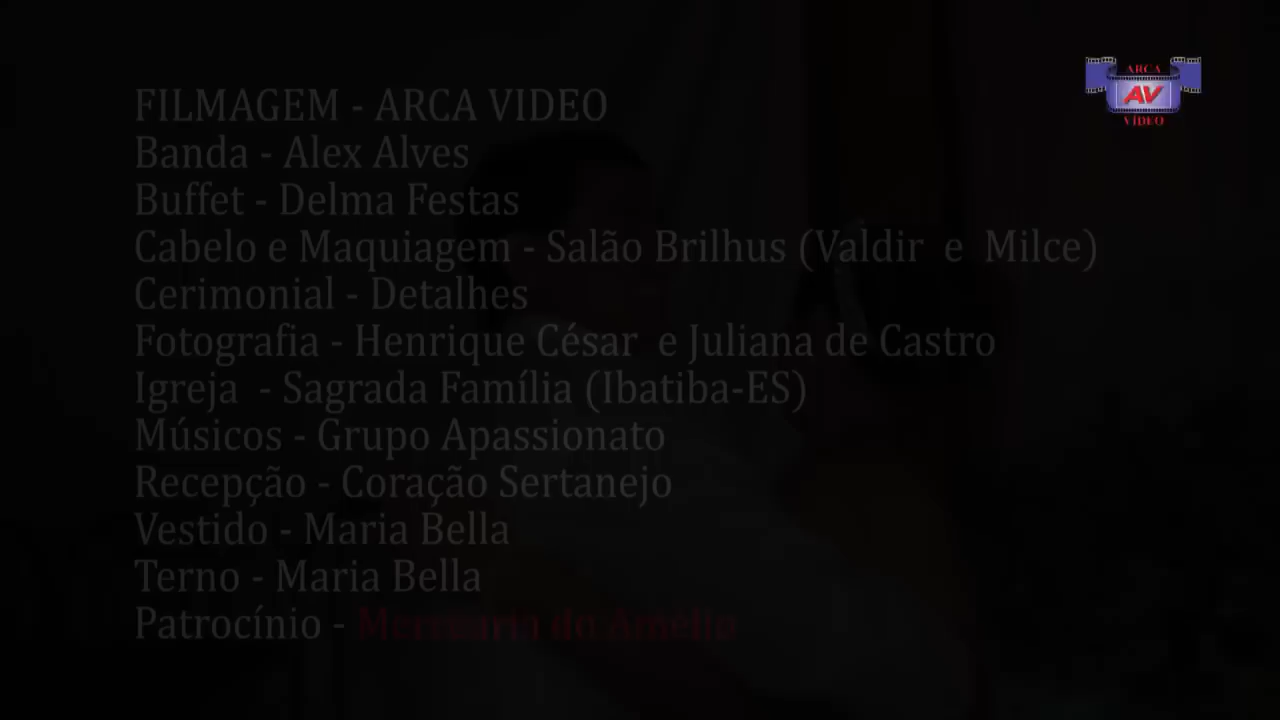 ARCA
AV
VÍDEO
FILMAGEM - ARCA VIDEO
Banda - Alex Alves
Buffet - Delma Festas
Cabelo e Maquiagem - Salão Brilhus (Valdir e Milce)
Cerimonial - Detalhes
Fotografia - Henrique César e Juliana de Castro
Igreja - Sagrada Família (Ibatiba-ES)
Músicos - Grupo Apassionato
Recepção - Coração Sertanejo
Vestido - Maria Bella
Terno - Maria Bella
Patrocínio - do